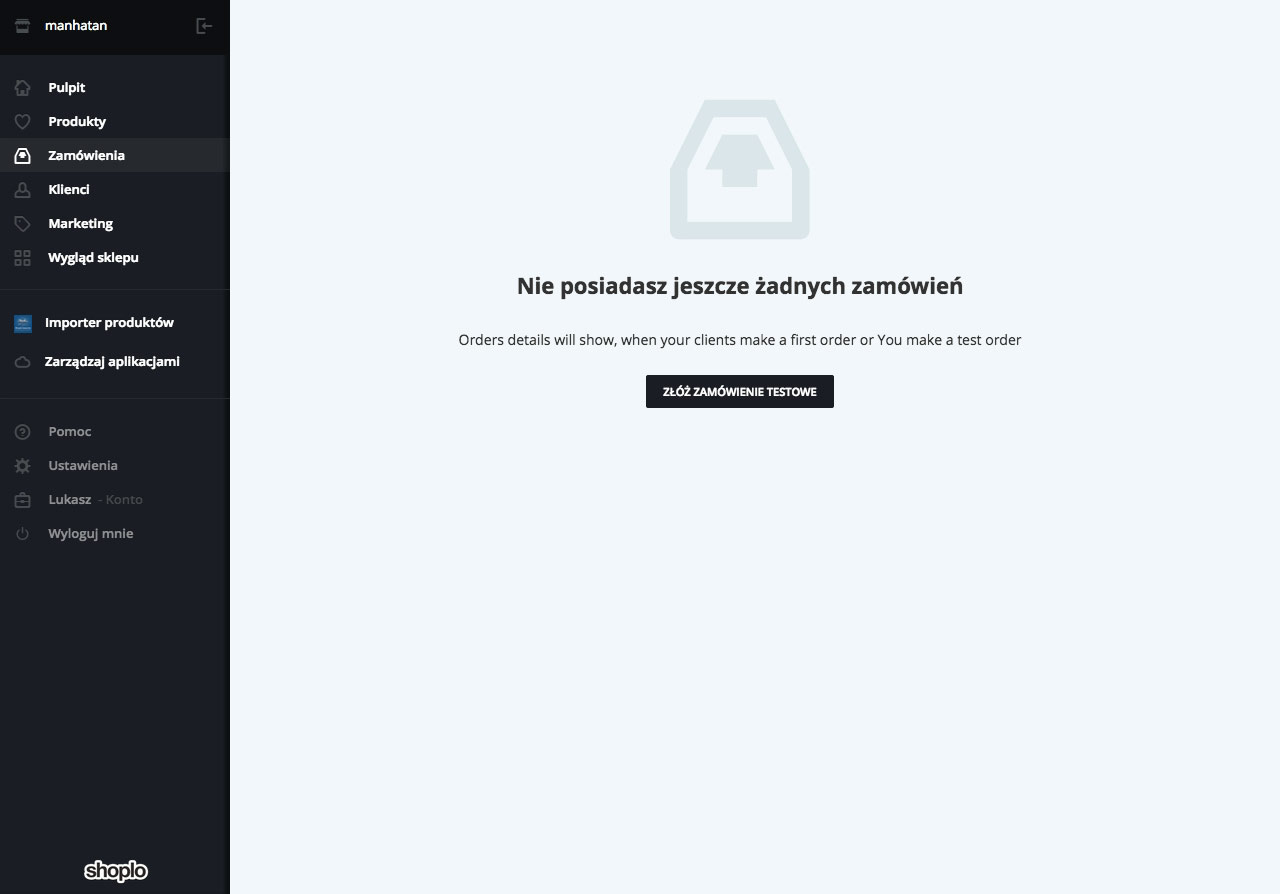 manhatan
Pulpit
Produkty
Zamówienia
Klienci
Marketing
Wygląd sklepu
Importer produktów
Zarządzaj aplikacjami
Pomoc
Ustawienia
Lukasz - Konto
Wyloguj mnie
shoplo
Nie posiadasz jeszcze żadnych zamówień
Orders details will show, when your clients make a first order or You make a test order
ZŁÓŻ ZAMÓWIENIE TESTOWE